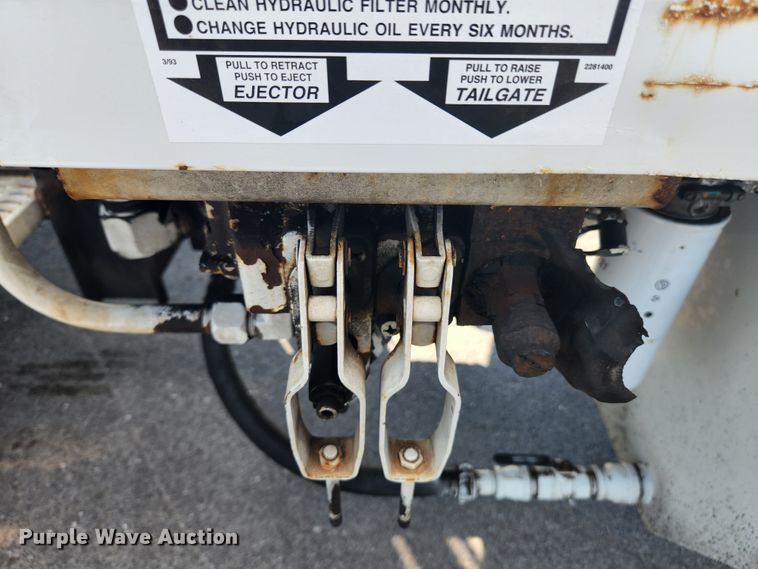 CLEAN HYDRAULIC FILTER MONTHLY.
CHANGE HYDRAULIC OIL EVERY SIX MONTHS.
3/93
PULL TO RETRACT
PUSH TO EJECT
EJECTOR
PULL TO RAISE
PUSH TO LOWER
TAILGATE
2281400
Purple Wave Auction